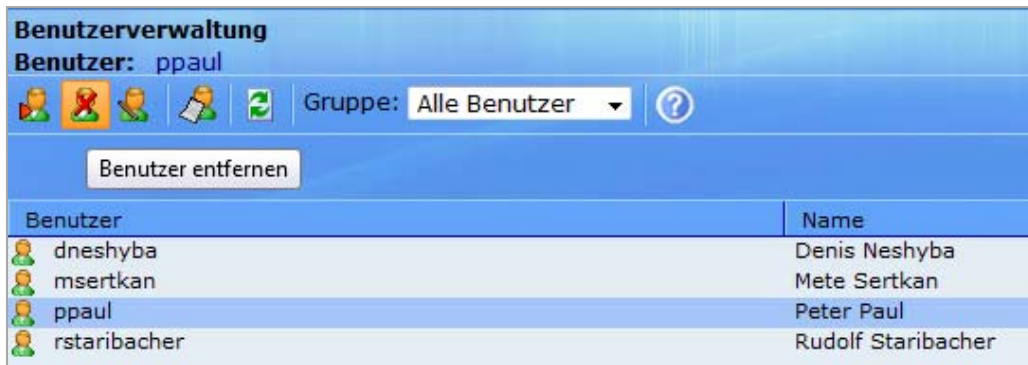 Benutzerverwaltung
Benutzer: ppaul
Gruppe: Alle Benutzer
Benutzer entfernen
Benutzer Name
dneshyba Denis Neshyba
msertkan Mete Sertkan
ppaul Peter Paul
rstaribacher Rudolf Staribacher